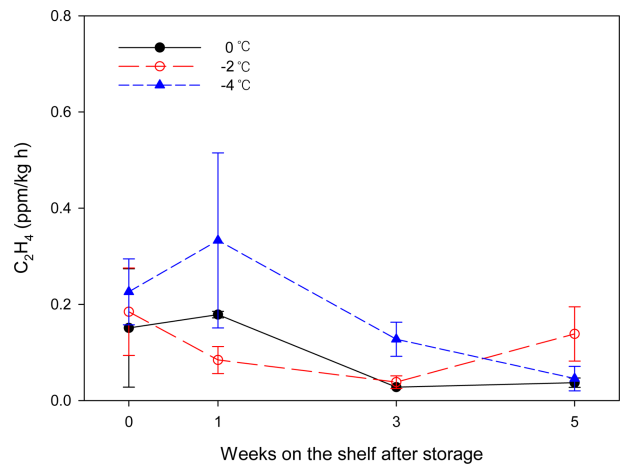 0.8
0.6
0.4
0.2
0.0
C₂H₄ (ppm/kg h)
0 ℃
-2 ℃
-4 ℃
0 1 3 5
Weeks on the shelf after storage